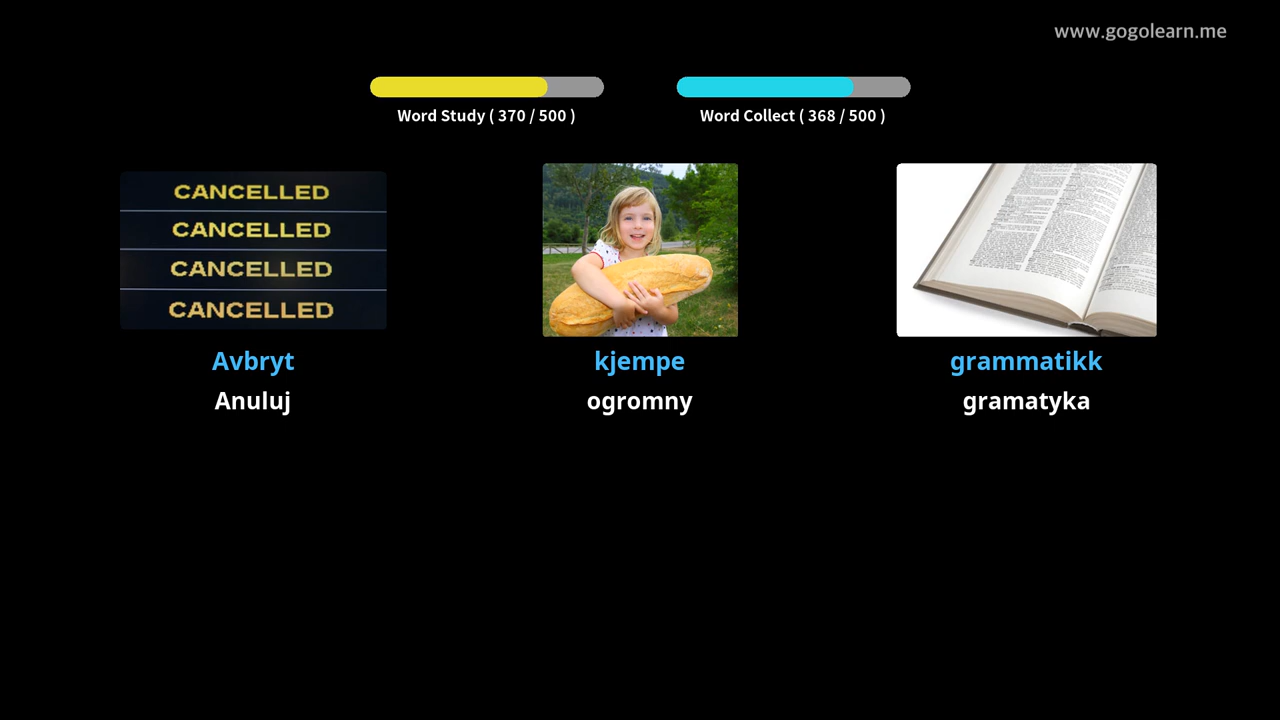 www.gogolearn.me
Word Study ( 370 / 500 )
Word Collect ( 368 / 500 )
CANCELLED
CANCELLED
CANCELLED
CANCELLED
Avbryt
kjempe
grammatikk
Anuluj
ogromny
gramatyka